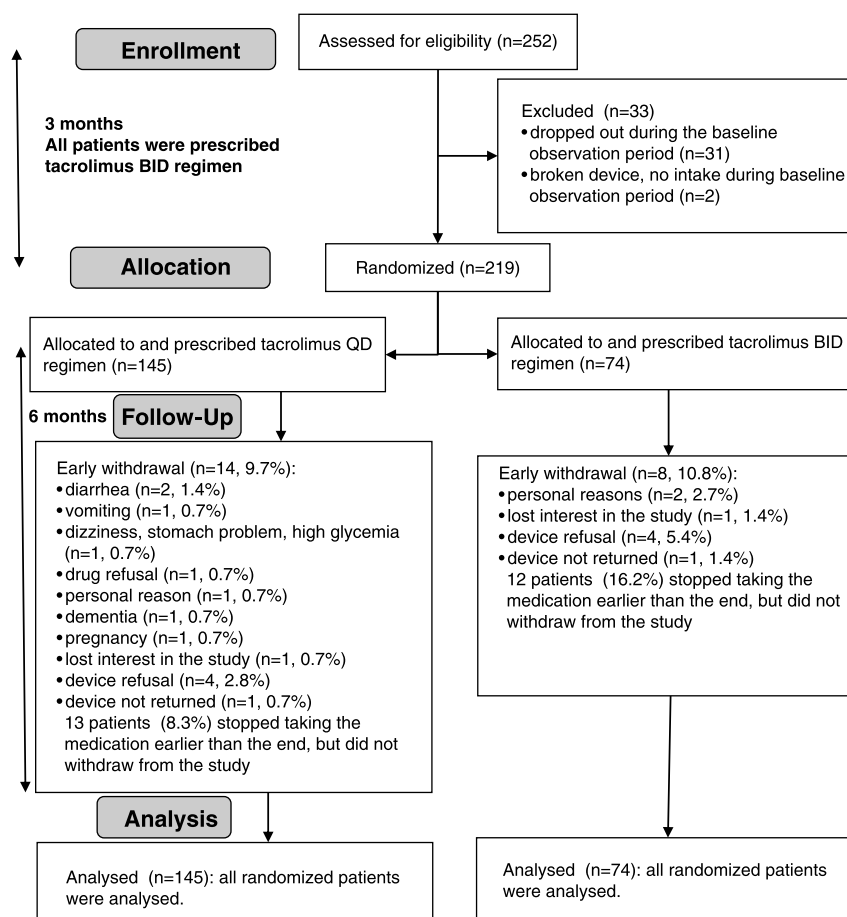 Enrollment
Assessed for eligibility (n=252)
3 months
All patients were prescribed
tacrolimus BID regimen
Excluded (n=33)
•dropped out during the baseline
observation period (n=31)
•broken device, no intake during baseline
observation period (n=2)
Allocation
Randomized (n=219)
Allocated to and prescribed tacrolimus QD
regimen (n=145)
Allocated to and prescribed tacrolimus BID
regimen (n=74)
6 months
Follow-Up
Early withdrawal (n=14, 9.7%):
•diarrhea (n=2, 1.4%)
•vomiting (n=1, 0.7%)
•dizziness, stomach problem, high glycemia
(n=1, 0.7%)
•drug refusal (n=1, 0.7%)
•personal reason (n=1, 0.7%)
•dementia (n=1, 0.7%)
•pregnancy (n=1, 0.7%)
•lost interest in the study (n=1, 0.7%)
•device refusal (n=4, 2.8%)
•device not returned (n=1, 0.7%)
13 patients (8.3%) stopped taking the
medication earlier than the end, but did not
withdraw from the study
Early withdrawal (n=8, 10.8%):
•personal reasons (n=2, 2.7%)
•lost interest in the study (n=1, 1.4%)
•device refusal (n=4, 5.4%)
•device not returned (n=1, 1.4%)
12 patients (16.2%) stopped taking the
medication earlier than the end, but did not
withdraw from the study
Analysis
Analysed (n=145): all randomized patients
were analysed.
Analysed (n=74): all randomized patients
were analysed.